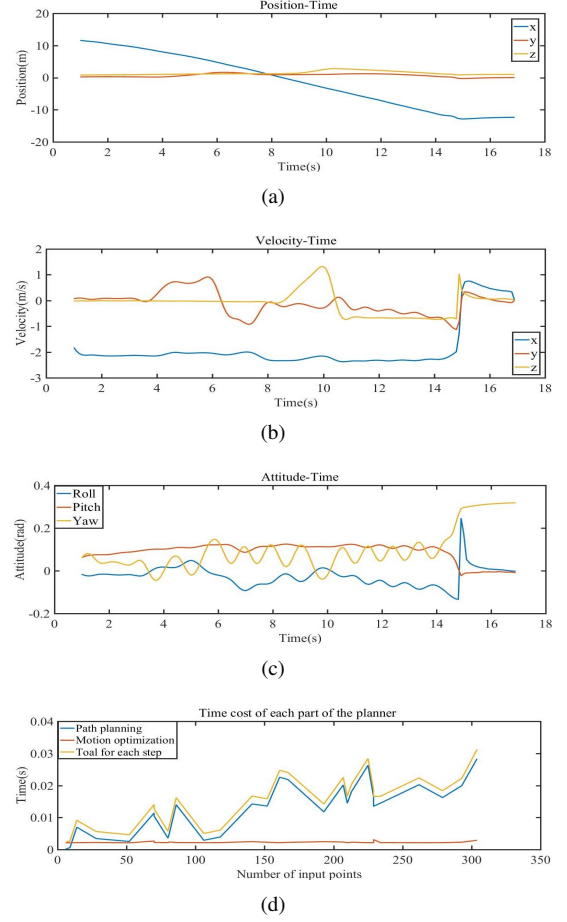 Position-Time
20
10
0
-10
-20
Position(m)
x
y
z
0 2 4 6 8 10 12 14 16 18
Time(s)
(a)
Velocity-Time
2
1
0
-1
-2
-3
Velocity(m/s)
x
y
z
0 2 4 6 8 10 12 14 16 18
Time(s)
(b)
Attitude-Time
0.4
0.2
0
-0.2
Attitude(rad)
Roll
Pitch
Yaw
0 2 4 6 8 10 12 14 16 18
Time(s)
(c)
Time cost of each part of the planner
0.04
0.03
0.02
0.01
0
Time(s)
Path planning
Motion optimization
Toal for each step
0 50 100 150 200 250 300 350
Number of input points
(d)